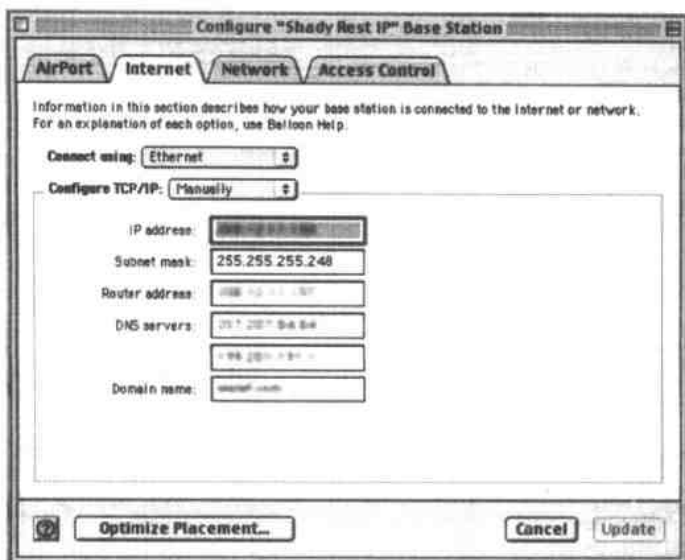 Configure "Shady Rest IP" Base Station
AirPort Internet Network Access Control
Information in this section describes how your base station is connected to the Internet or network.
For an explanation of each option, use Balloon Help.
Connect using: Ethernet
Configure TCP/IP: Manually
IP address:
Subnet mask: 255.255.255.248
Router address:
DNS servers:
Domain name:
Optimize Placement... Cancel Update